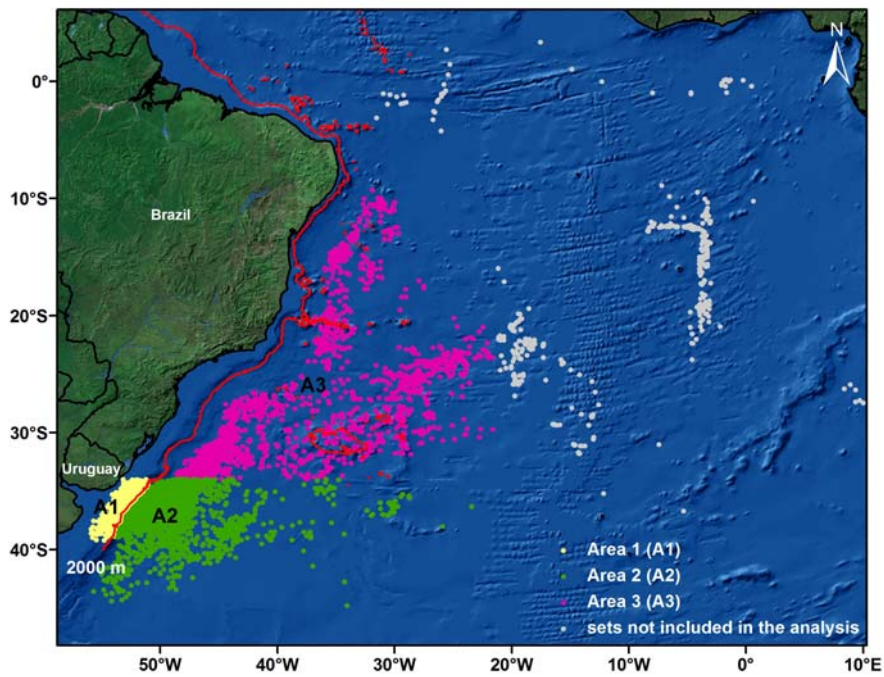 N
0°
10°S
Brazil
20°S
A3
30°S
Uruguay
A1
A2
40°S
2000 m
Area 1 (A1)
Area 2 (A2)
Area 3 (A3)
sets not included in the analysis
50°W 40°W 30°W 20°W 10°W 0° 10°E